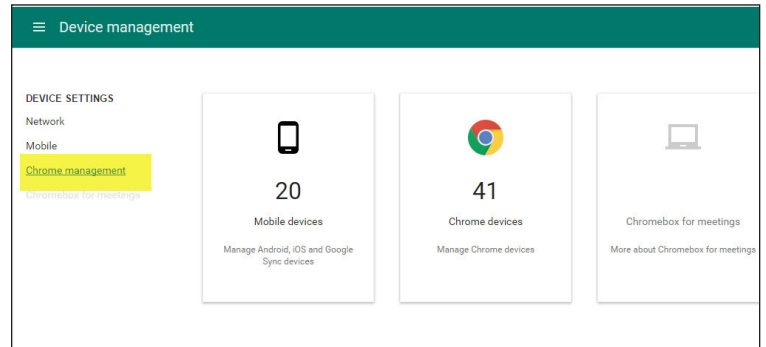 Device management
DEVICE SETTINGS
Network
Mobile
Chrome management
Chromebox for meetings
20
Mobile devices
Manage Android, iOS and Google
Sync devices
41
Chrome devices
Manage Chrome devices
Chromebox for meetings
More about Chromebox for meetings